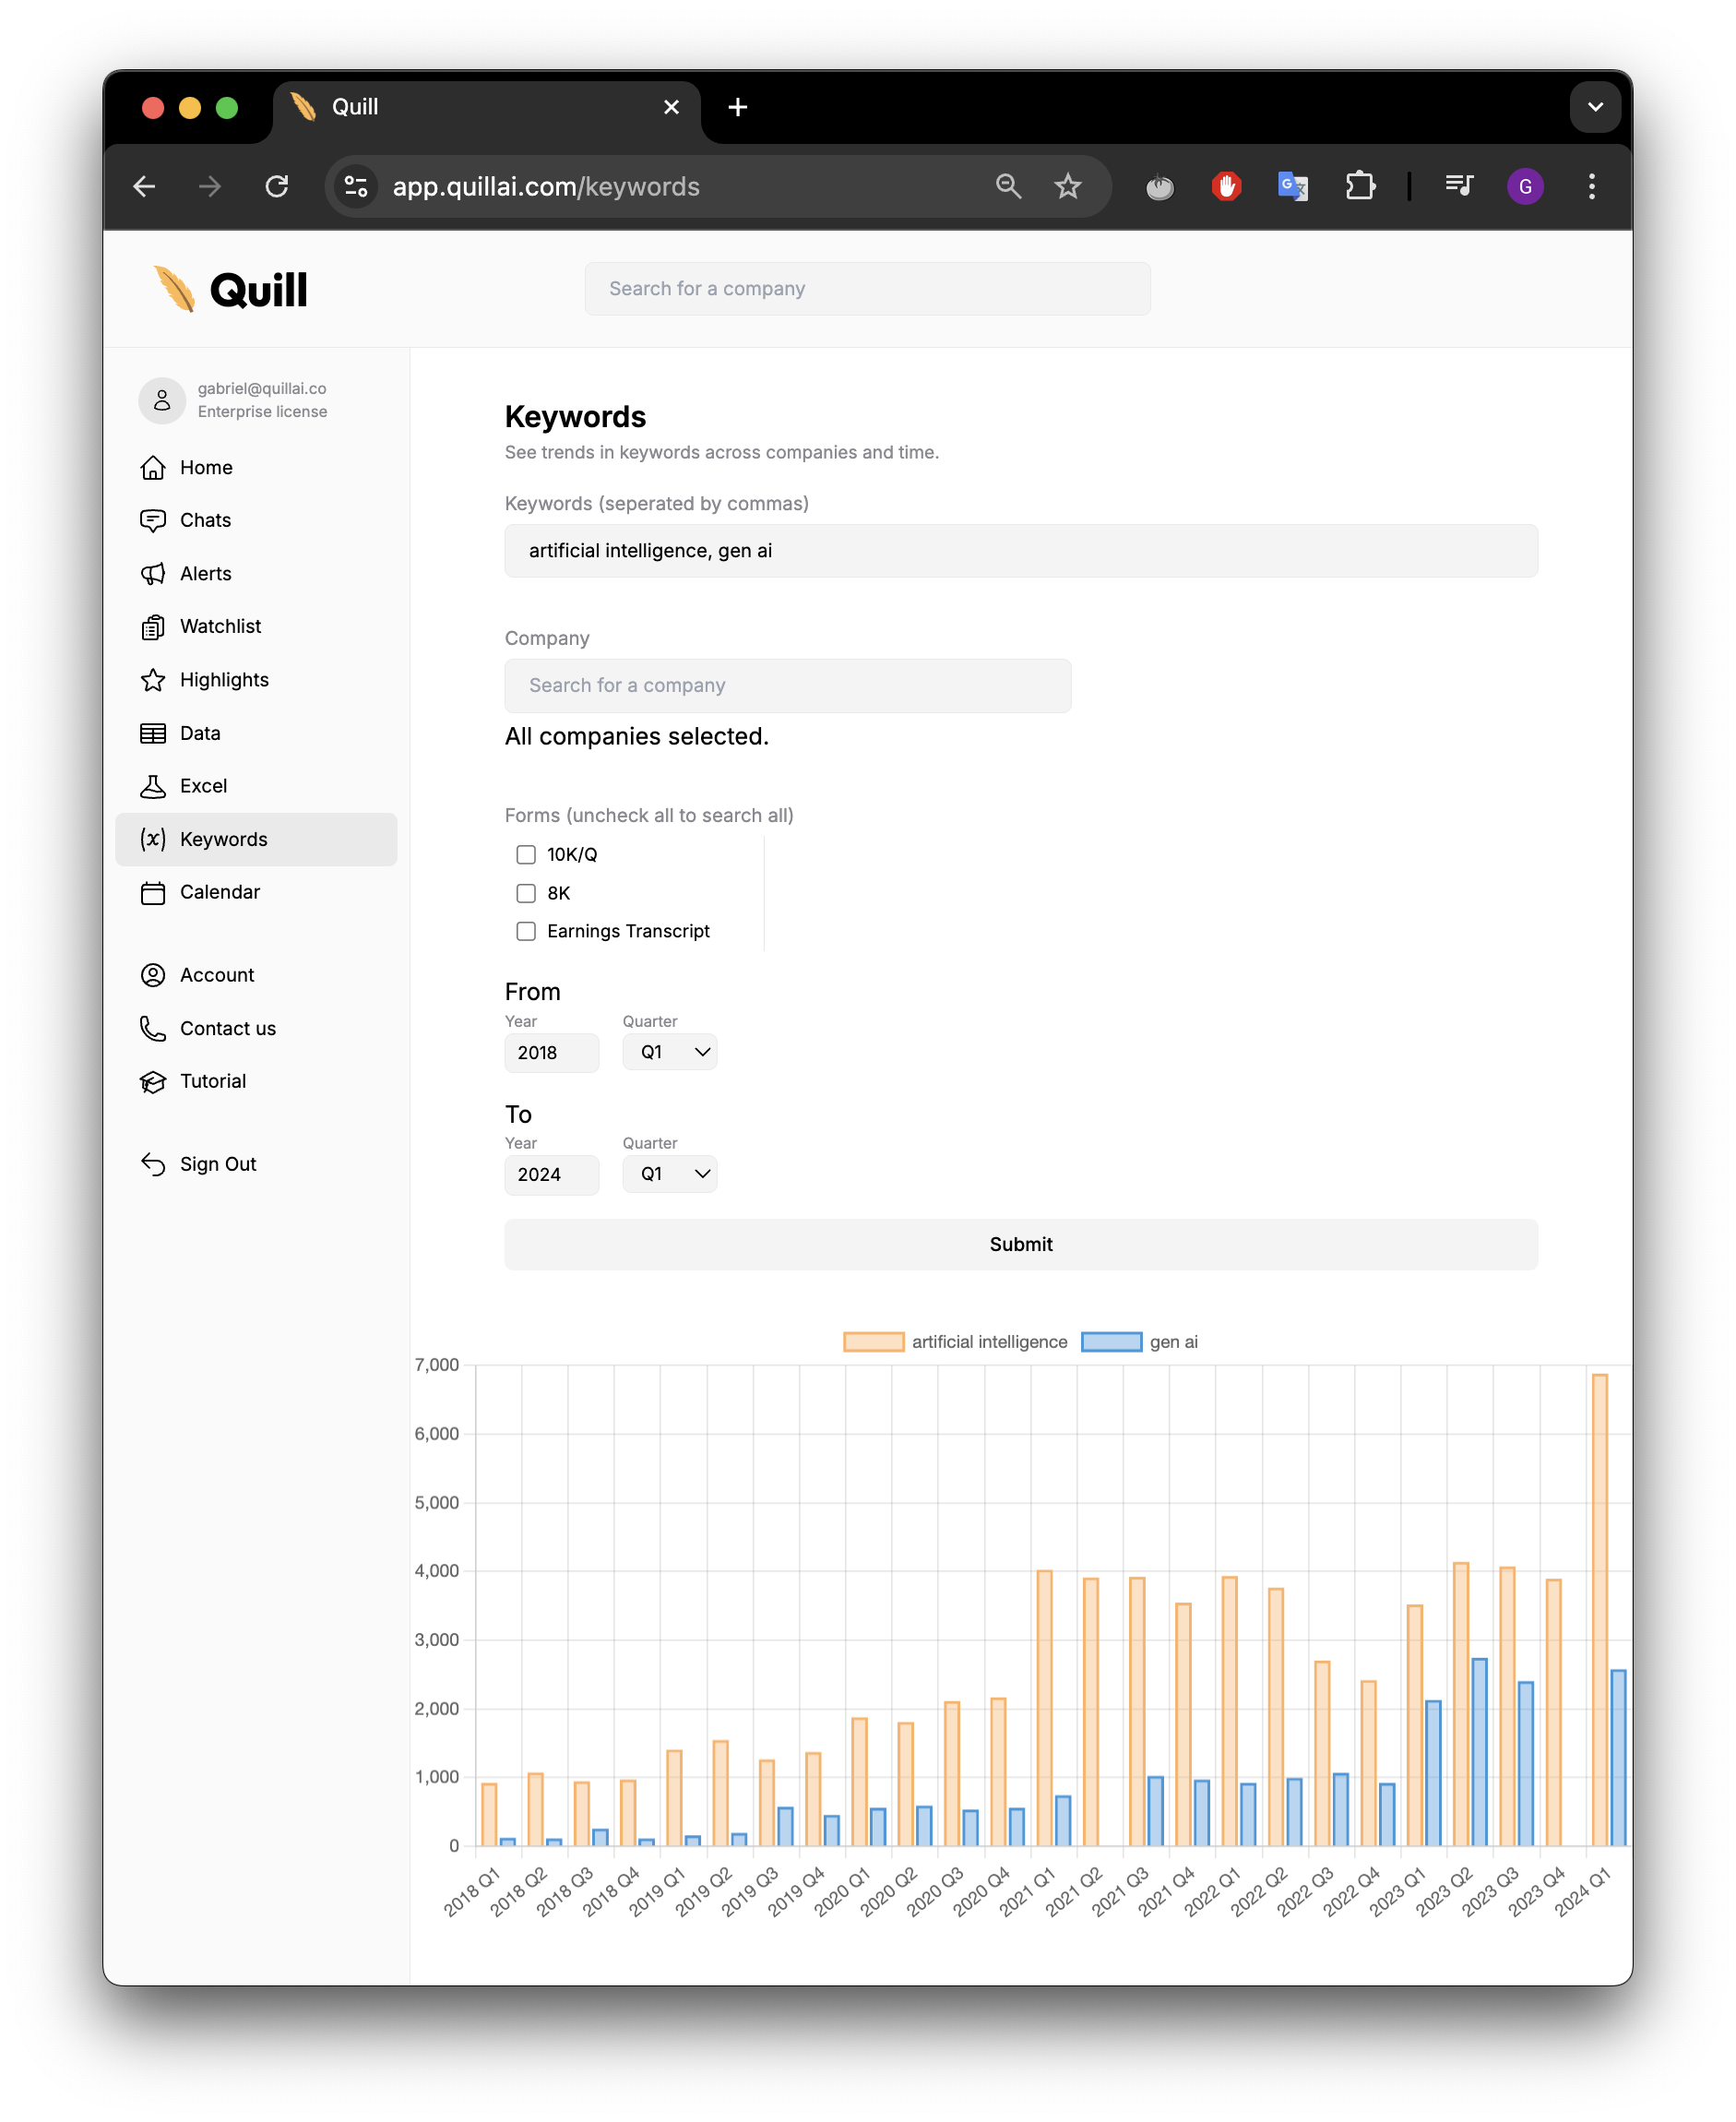 Quill
app.quillai.com/keywords
G
Quill
Search for a company
gabriel@quillai.co
Enterprise license
Home
Chats
Alerts
Watchlist
Highlights
Data
Excel
Keywords
Calendar
Account
Contact us
Tutorial
Sign Out
Keywords
See trends in keywords across companies and time.
Keywords (seperated by commas)
artificial intelligence, gen ai
Company
Search for a company
All companies selected.
Forms (uncheck all to search all)
10K/Q
8K
Earnings Transcript
From
Year Quarter
2018 Q1
To
Year Quarter
2024 Q1
Submit
artificial intelligence gen ai
7,000
6,000
5,000
4,000
3,000
2,000
1,000
0
2018 Q1
2018 Q2
2018 Q3
2018 Q4
2019 Q1
2019 Q2
2019 Q3
2019 Q4
2020 Q1
2020 Q2
2020 Q3
2020 Q4
2021 Q1
2021 Q2
2021 Q3
2021 Q4
2022 Q1
2022 Q2
2022 Q3
2022 Q4
2023 Q1
2023 Q2
2023 Q3
2023 Q4
2024 Q1